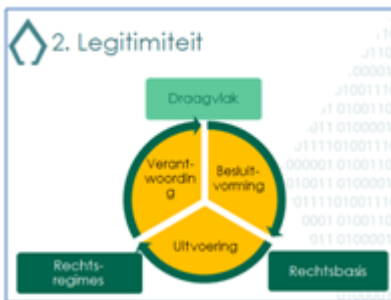 2. Legitimiteit
Draagvlak
Verant-
woordin
g
Besluit-
vorming
Uitvoering
Rechts-
regimes
Rechtsbasis